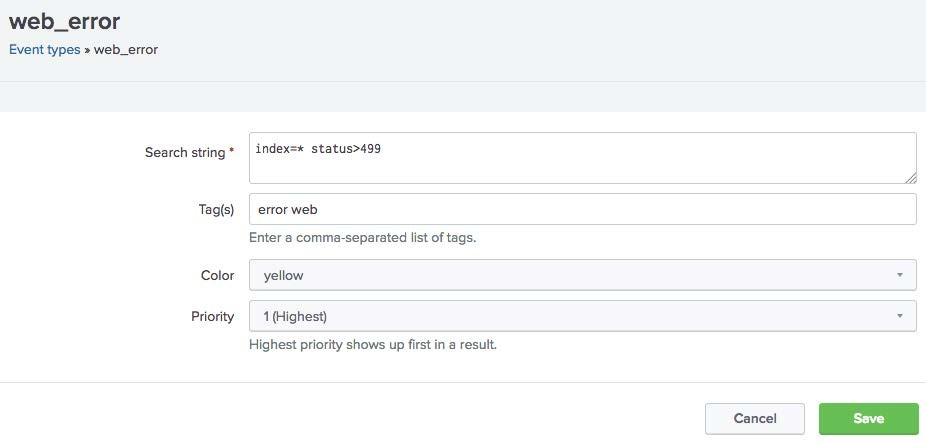 web_error
Event types » web_error
Search string *
index=* status>499
Tag(s)
error web
Enter a comma-separated list of tags.
Color
yellow
Priority
1 (Highest)
Highest priority shows up first in a result.
Cancel
Save